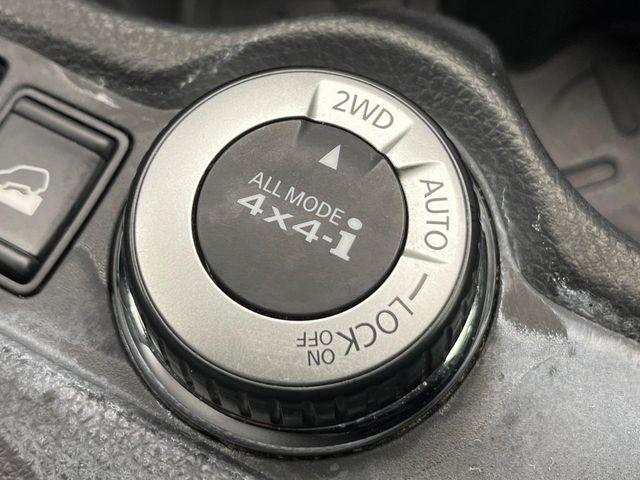 2WD
AUTO
LOCK
ON
OFF
ALL MODE
4x4-i